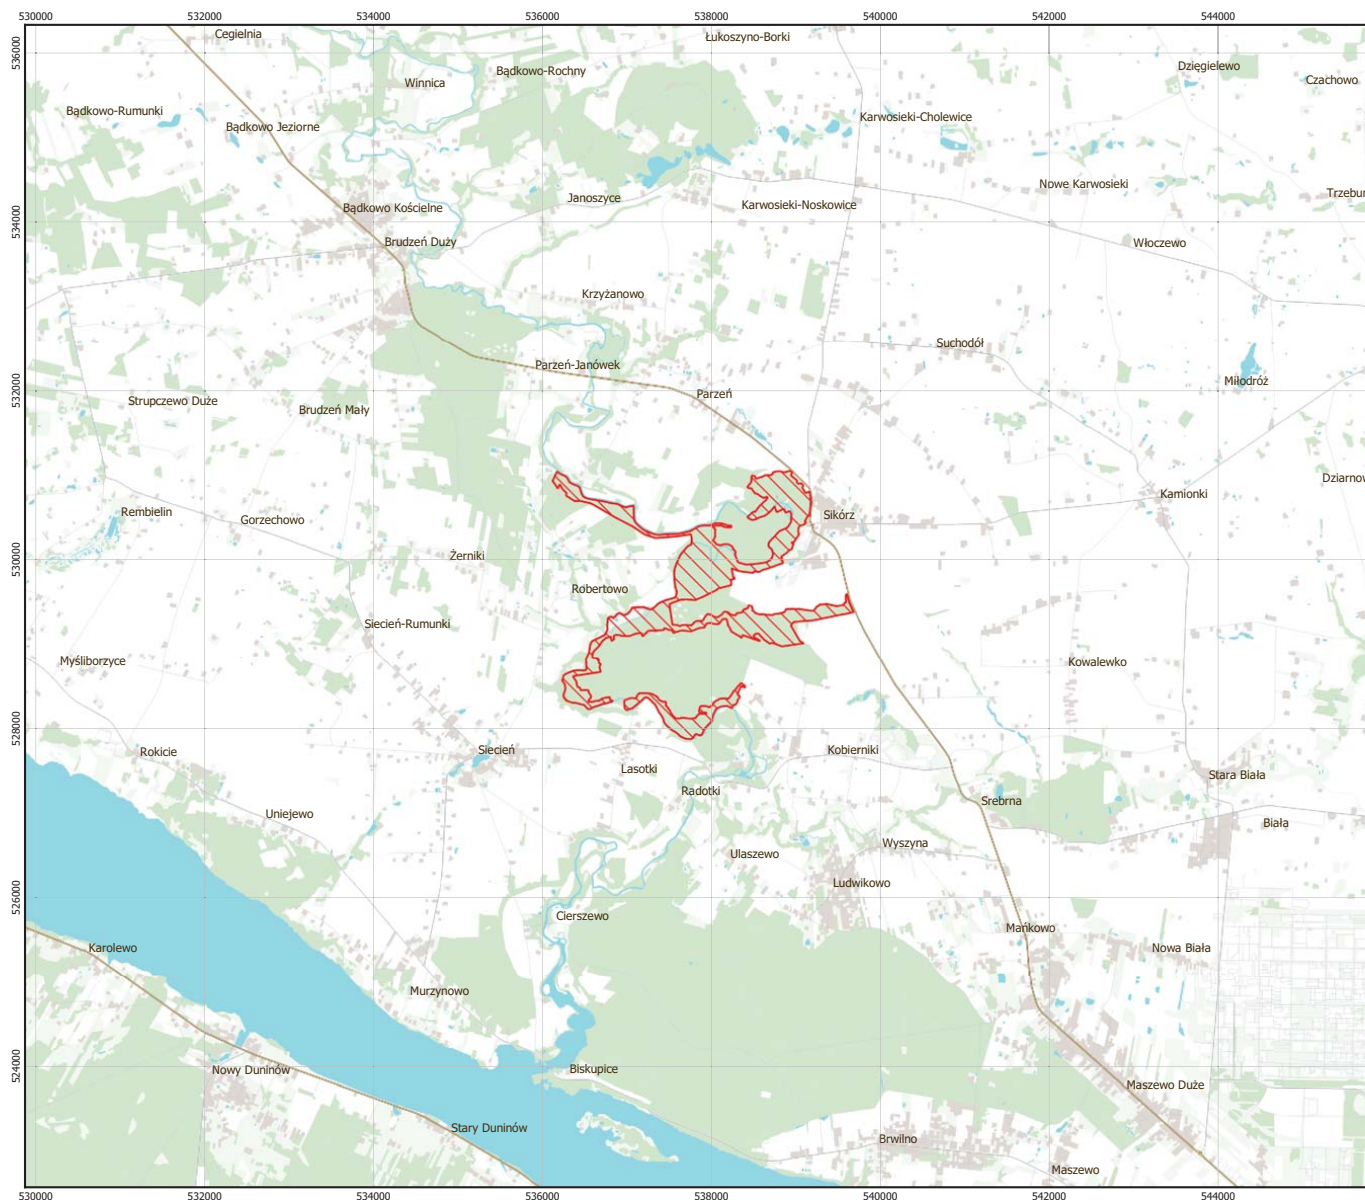 530000 532000 534000 536000 538000 540000 542000 544000
Cegielnia
Łukoszyno-Borki
536000
Bądkowo-Rochny
Dzięgielewo
Winnica
Czachowo
Bądkowo-Rumunki
Karwosieki-Cholewice
Bądkowo Jeziorne
Nowe Karwosieki
Janoszyce
Trzebur
Bądkowo Kościelne
Karwosieki-Noskowice
534000
Brudzeń Duży
Włoczewo
Krzyżanowo
Suchodół
Parzeń-Janówek
Miłodróż
532000
Parzeń
Strupczewo Duże
Brudzeń Mały
Dziarnov
Kamionki
Rembielin
Gorzechowo
Sikórz
Żerniki
530000
Robertowo
Siecień-Rumunki
Myśliborzyce
Kowalewko
528000
Rokicie
Siecień
Kobierniki
Lasotki
Stara Biała
Radotki
Srebrna
Uniejewo
Biała
Wyszyna
Ulaszewo
Ludwikowo
526000
Cierszewo
Mańkowo
Karolewo
Nowa Biała
Murzynowo
524000
Nowy Duninów
Biskupice
Maszewo Duże
Stary Duninów
Brwilno
Maszewo
530000 532000 534000 536000 538000 540000 542000 544000